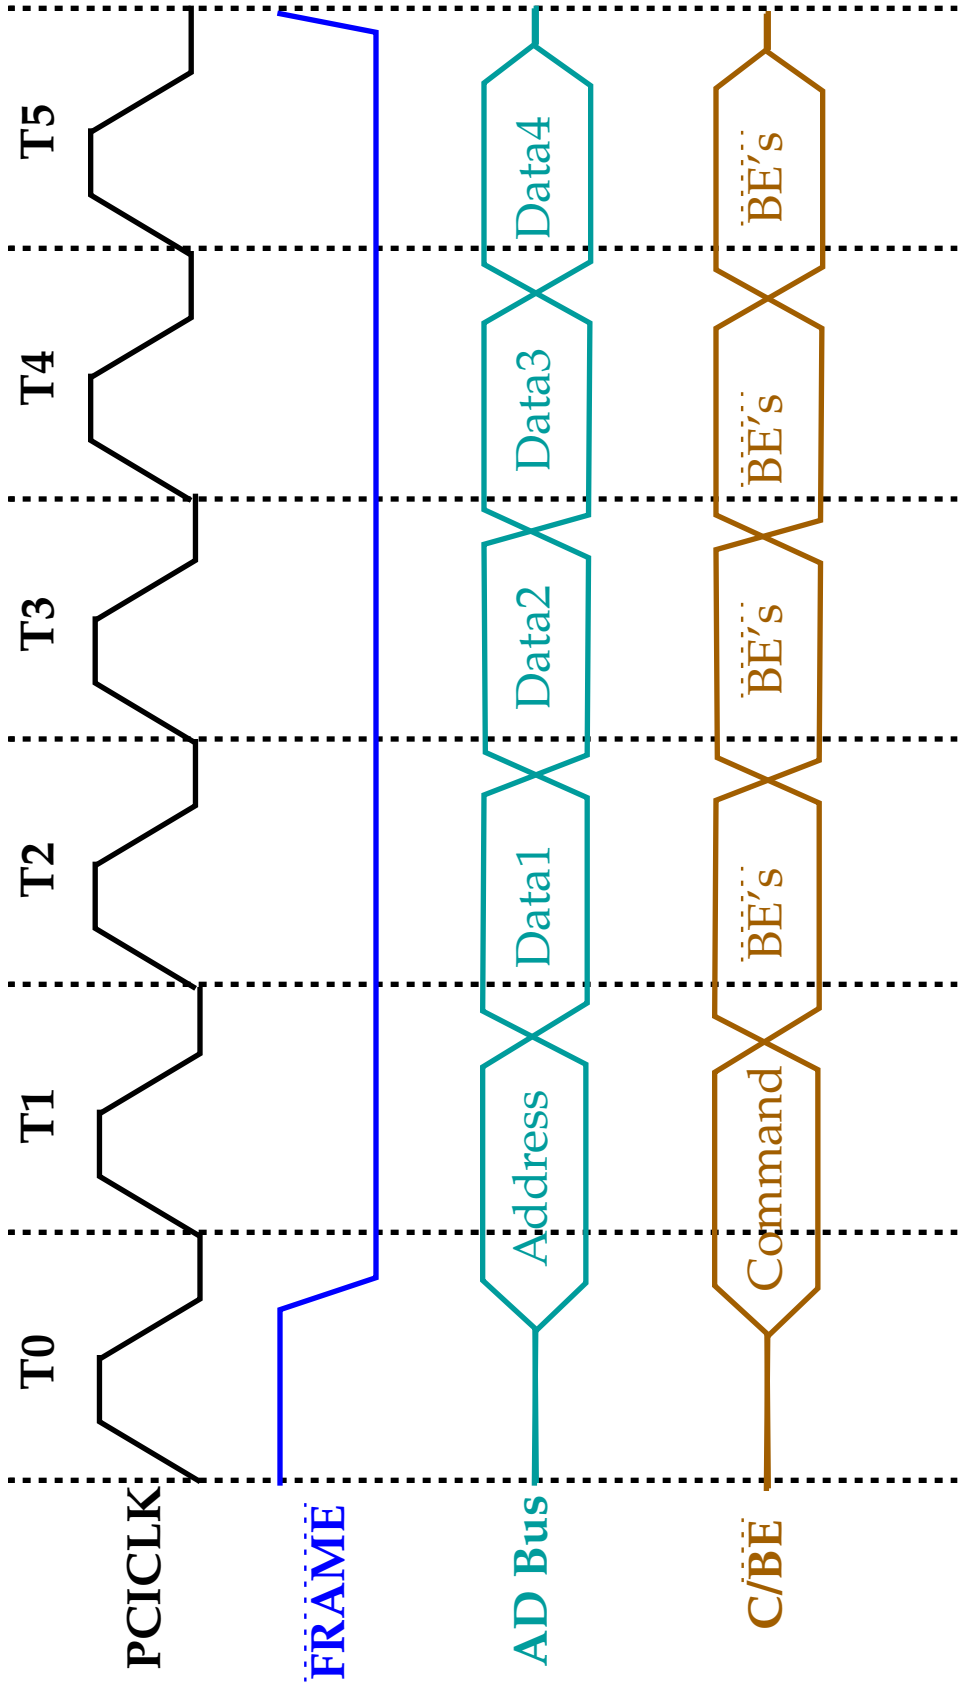 T0 T1 T2 T3 T4 T5
PCICLK
FRAME
AD Bus Address Data1 Data2 Data3 Data4
C/BE Command BE's BE's BE's BE's